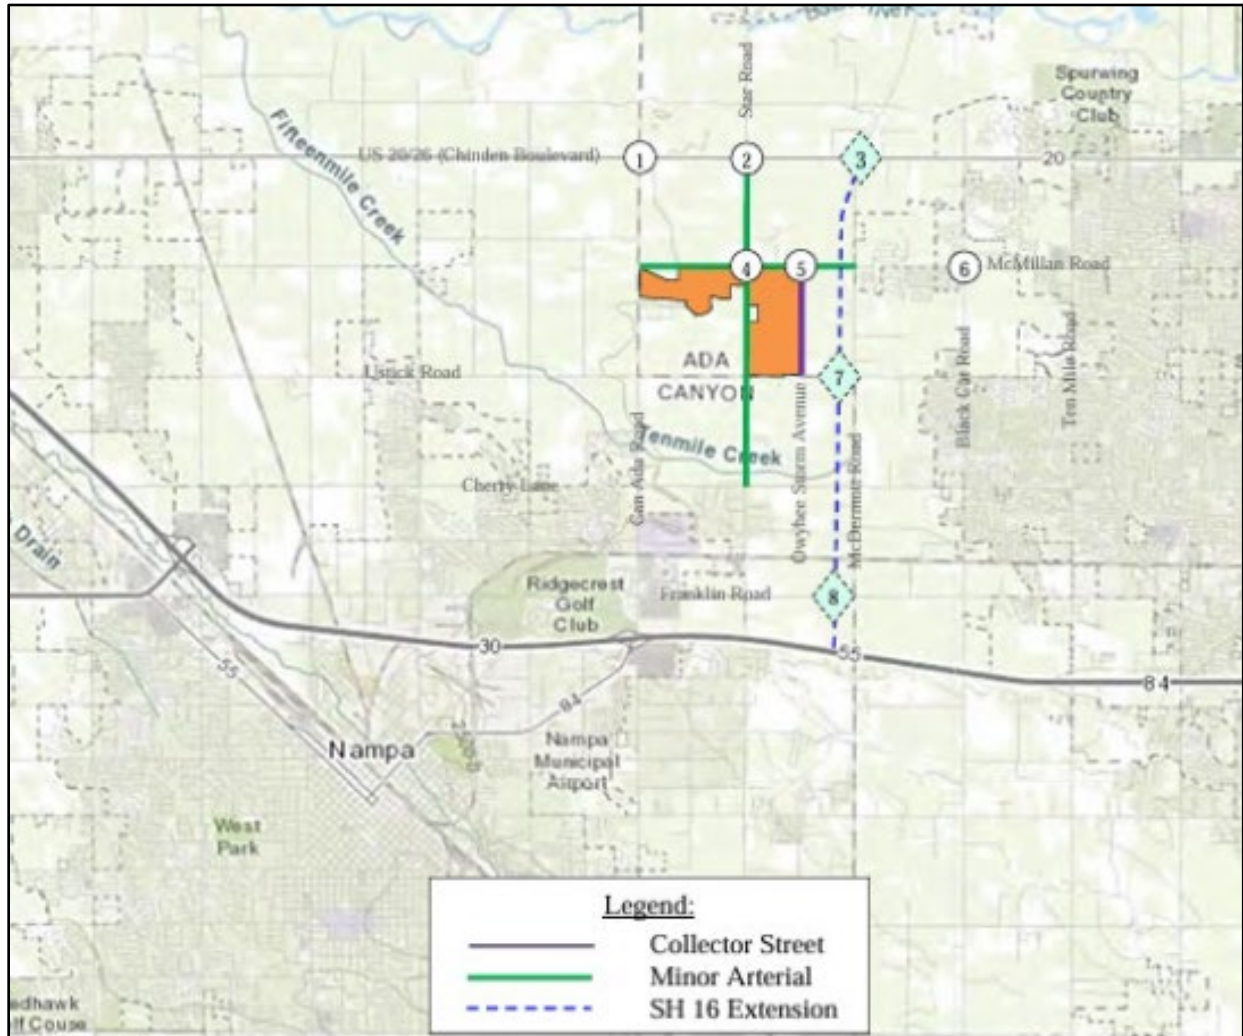 Star Road
Spurwing
Country
Club
Fifteenmile Creek
US 20/26 (Chinden Boulevard)
1
2
3
20
4
5
6
McMillan Road
ADA
CANYON
Ustick Road
7
Can Ada Road
Tenmile Creek
Owyhee Storm Avenue
McDermott Road
Black Cat Road
Ten Mile Road
Cherry Lane
Drain
Ridgecrest
Golf
Club
Franklin Road
8
30
55
84
55
84
Nampa
Nampa
Municipal
Airport
West
Park
edhawk
lf Couse
Legend:
Collector Street
Minor Arterial
SH 16 Extension